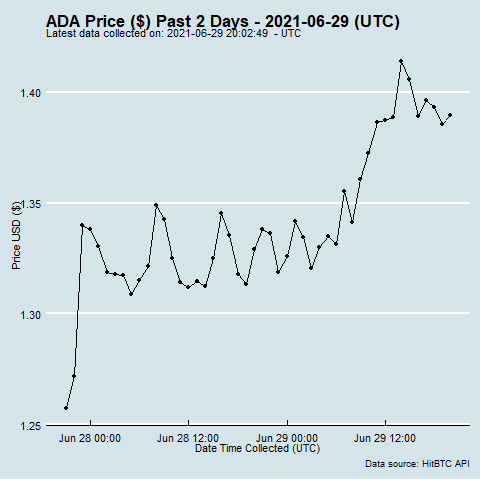 ADA Price ($) Past 2 Days - 2021-06-29 (UTC)
Latest data collected on: 2021-06-29 20:02:49 - UTC
1.40
1.35
Price USD ($)
1.30
1.25
Jun 28 00:00 Jun 28 12:00 Jun 29 00:00 Jun 29 12:00
Date Time Collected (UTC)
Data source: HitBTC API